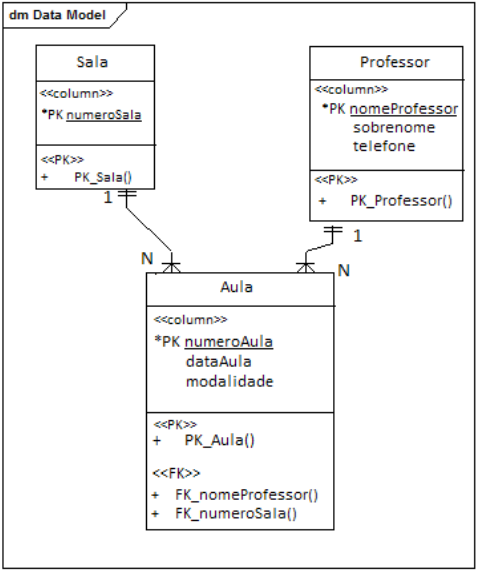 dm Data Model
Sala
<<column>>
*PK numeroSala
<<PK>>
+ PK_Sala()
1
Professor
<<column>>
*PK nomeProfessor
sobrenome
telefone
<<PK>>
+ PK_Professor()
1
N
N
Aula
<<column>>
*PK numeroAula
dataAula
modalidade
<<PK>>
+ PK_Aula()
<<FK>>
+ FK_nomeProfessor()
+ FK_numeroSala()